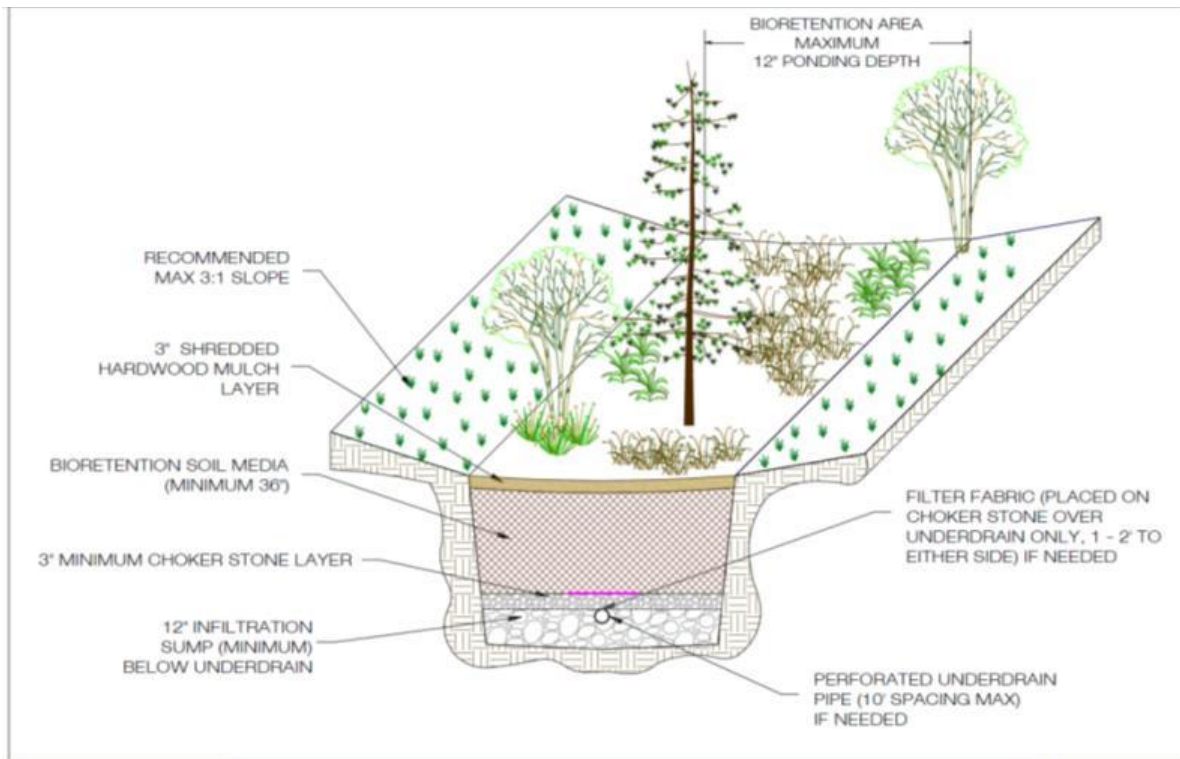 BIORETENTION AREA
MAXIMUM
12" PONDING DEPTH
RECOMMENDED
MAX 3:1 SLOPE
3" SHREDDED
HARDWOOD MULCH
LAYER
BIORETENTION SOIL MEDIA
(MINIMUM 36")
3" MINIMUM CHOKER STONE LAYER
12" INFILTRATION
SUMP (MINIMUM)
BELOW UNDERDRAIN
FILTER FABRIC (PLACED ON
CHOKER STONE OVER
UNDERDRAIN ONLY, 1 - 2' TO
EITHER SIDE) IF NEEDED
PERFORATED UNDERDRAIN
PIPE (10' SPACING MAX)
IF NEEDED